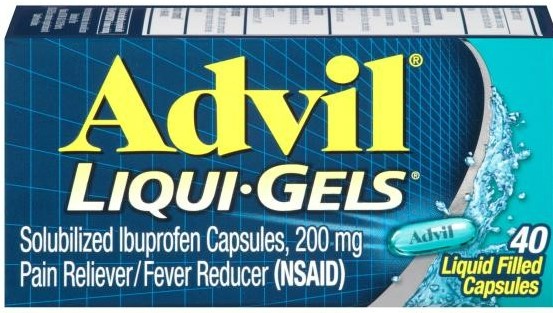 Advil®
LIQUI·GELS®
Solubilized Ibuprofen Capsules, 200 mg
Pain Reliever/Fever Reducer (NSAID)
Advil
40
Liquid Filled
Capsules